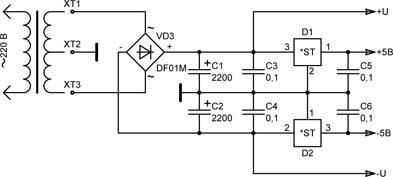 ~220 В
XT1
XT2
XT3
VD3
~
-
+
~
DF01M
+
C1
2200
+
C2
2200
C3
0,1
C4
0,1
D1
3
*ST
1
2
1
2
*ST
3
D2
C5
0,1
C6
0,1
+U
+5В
-5В
-U